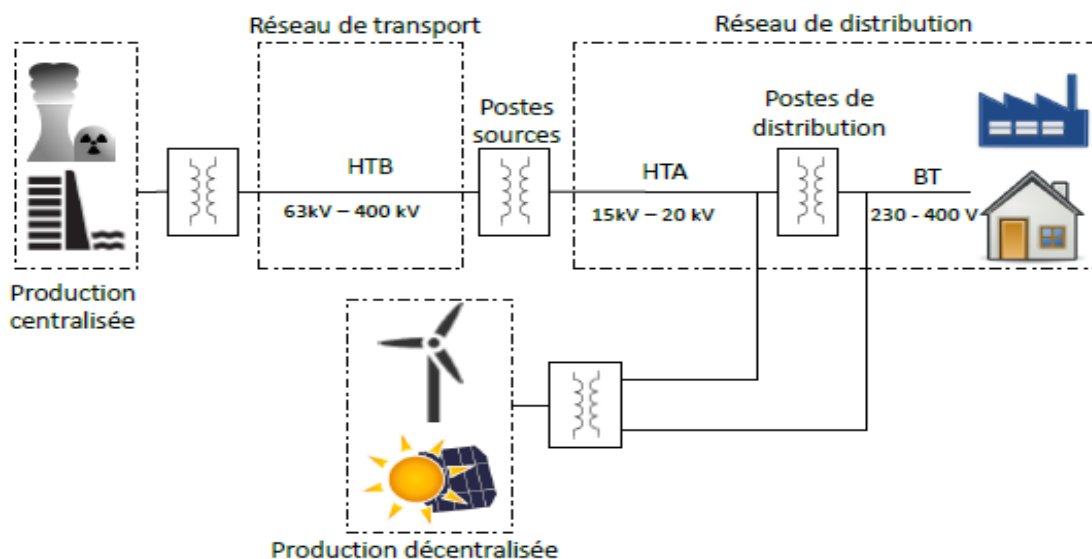 Réseau de transport
Réseau de distribution
Postes
sources
Postes de
distribution
HTB
HTA
BT
63kV – 400 kV
15kV – 20 kV
230 - 400 V
Production
centralisée
Production décentralisée